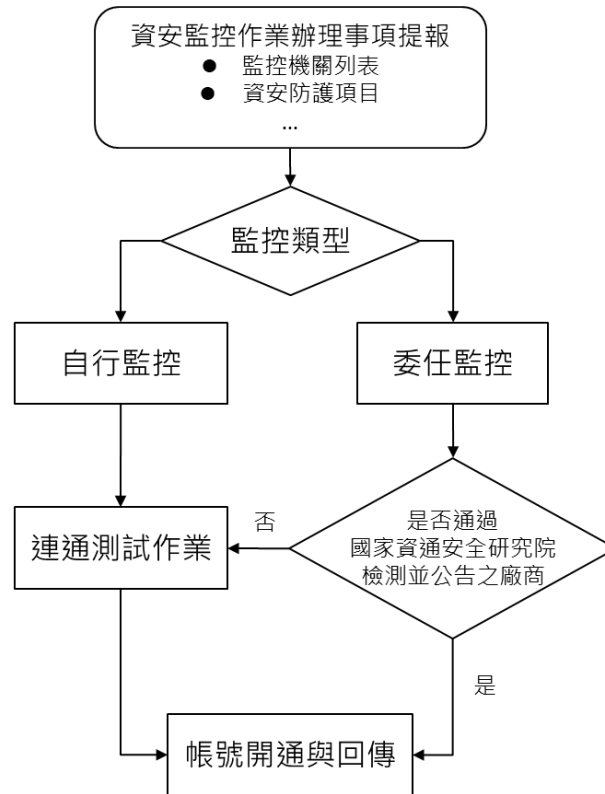 資安監控作業辦理事項提報
● 監控機關列表
● 資安防護項目
...
監控類型
自行監控
委任監控
連通測試作業
否
是否通過
國家資通安全研究院
檢測並公告之廠商
是
帳號開通與回傳